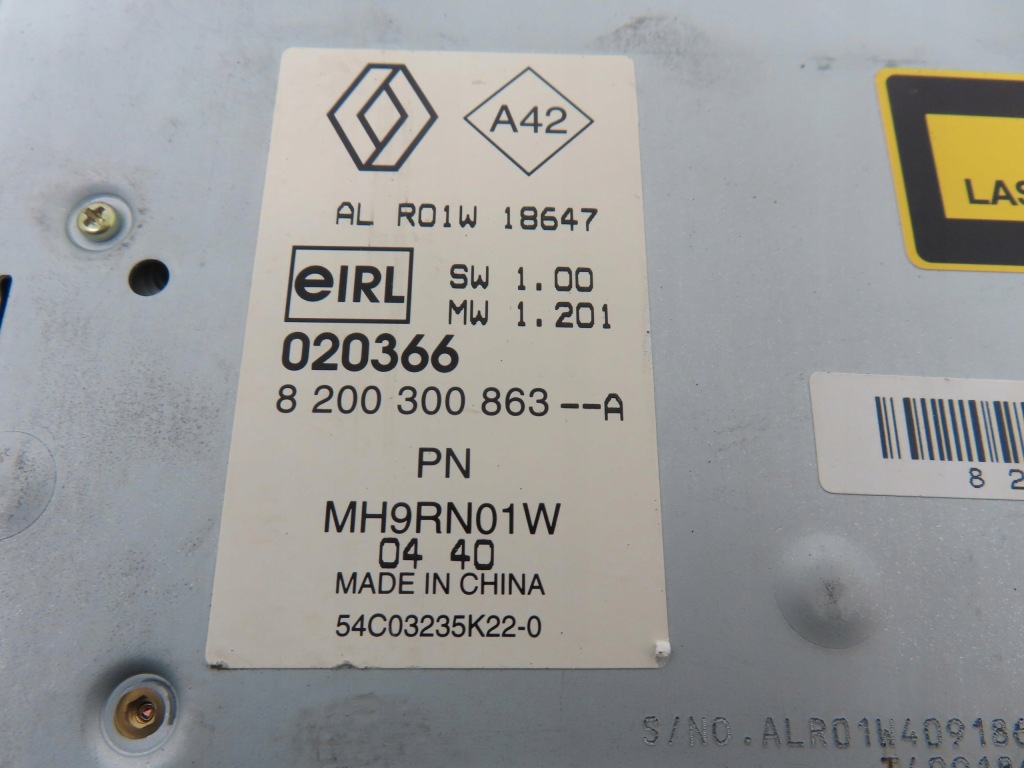 A42
AL R01W 18647
eIRL
SW 1.00
MW 1.201
020366
8 200 300 863 --A
PN
MH9RN01W
04 40
MADE IN CHINA
54C03235K22-0
LAS
8 2
S/NO.ALR01W409186